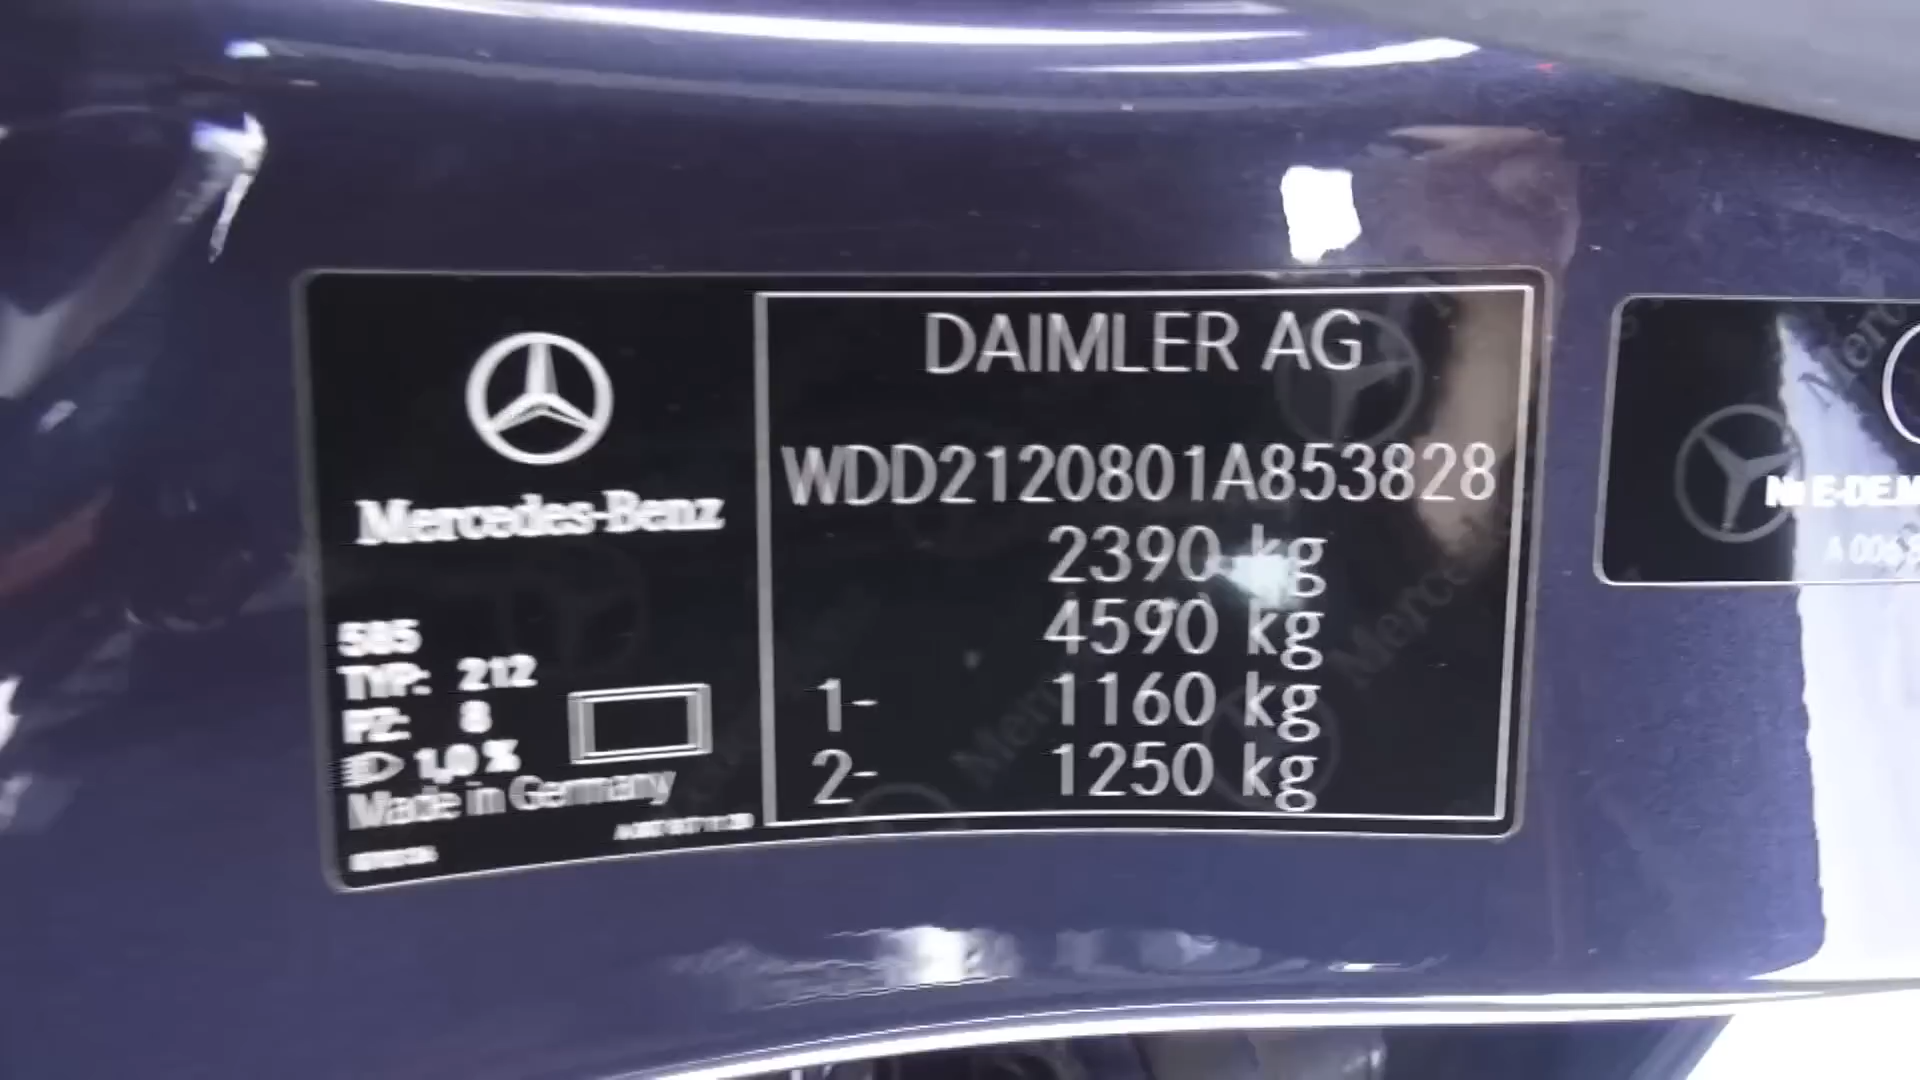 DAIMLER AG
WDD2120801A853828
2390 kg
4590 kg
1- 1160 kg
2- 1250 kg
Mercedes-Benz
585
TYP: 212
PZ: 8
1,0 %
Made in Germany